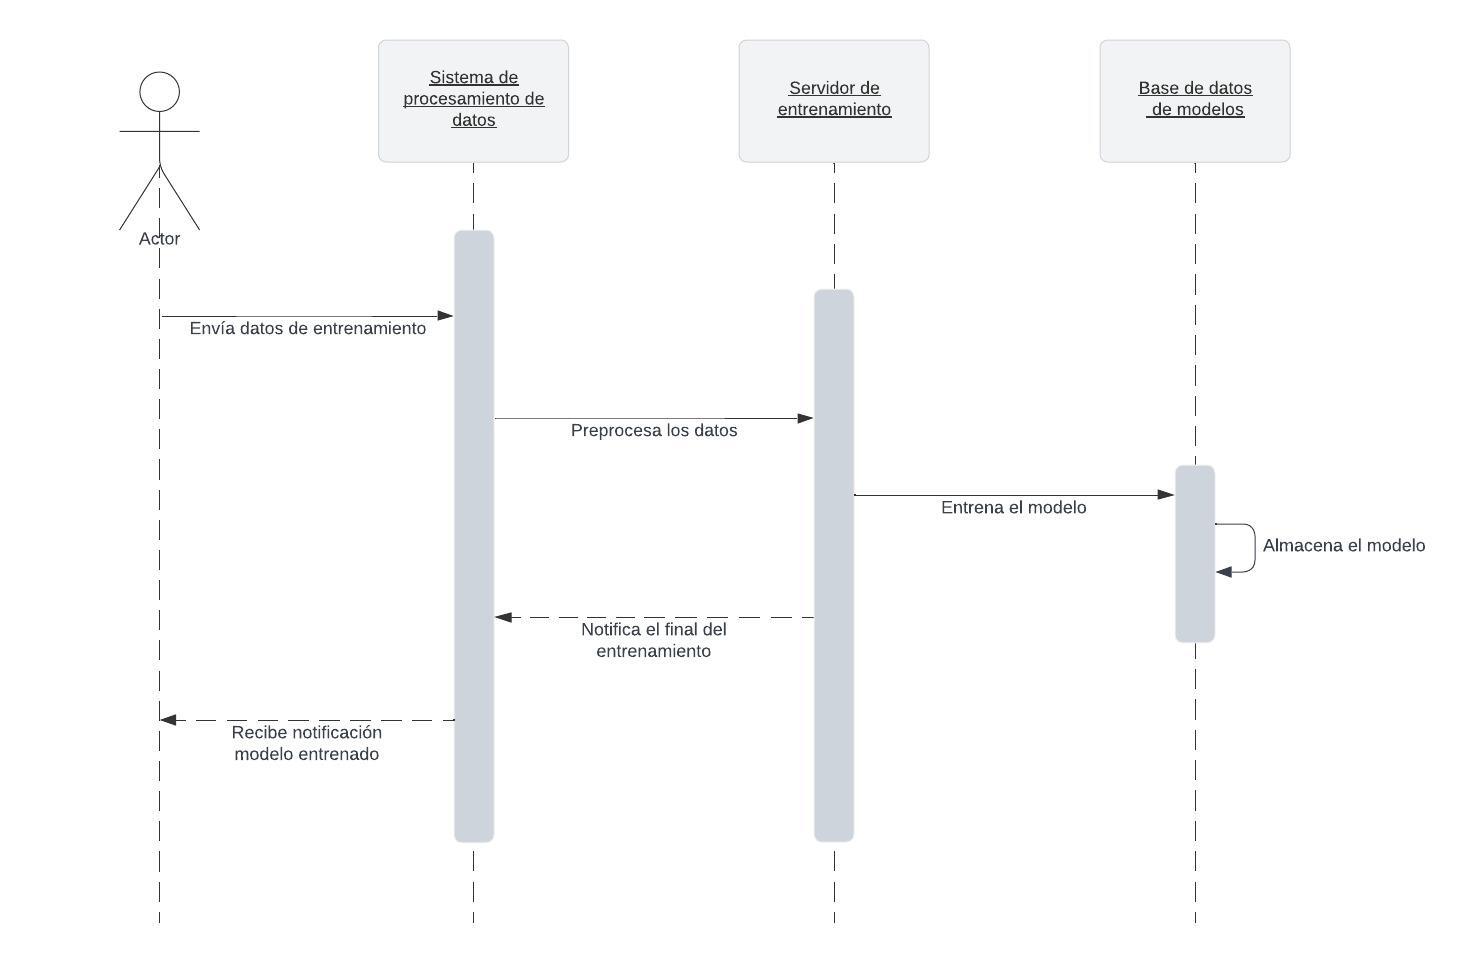 Sistema de
procesamiento de
datos
Servidor de
entrenamiento
Base de datos
de modelos
Actor
Envía datos de entrenamiento
Preprocesa los datos
Entrena el modelo
Almacena el modelo
Notifica el final del
entrenamiento
Recibe notificación
modelo entrenado